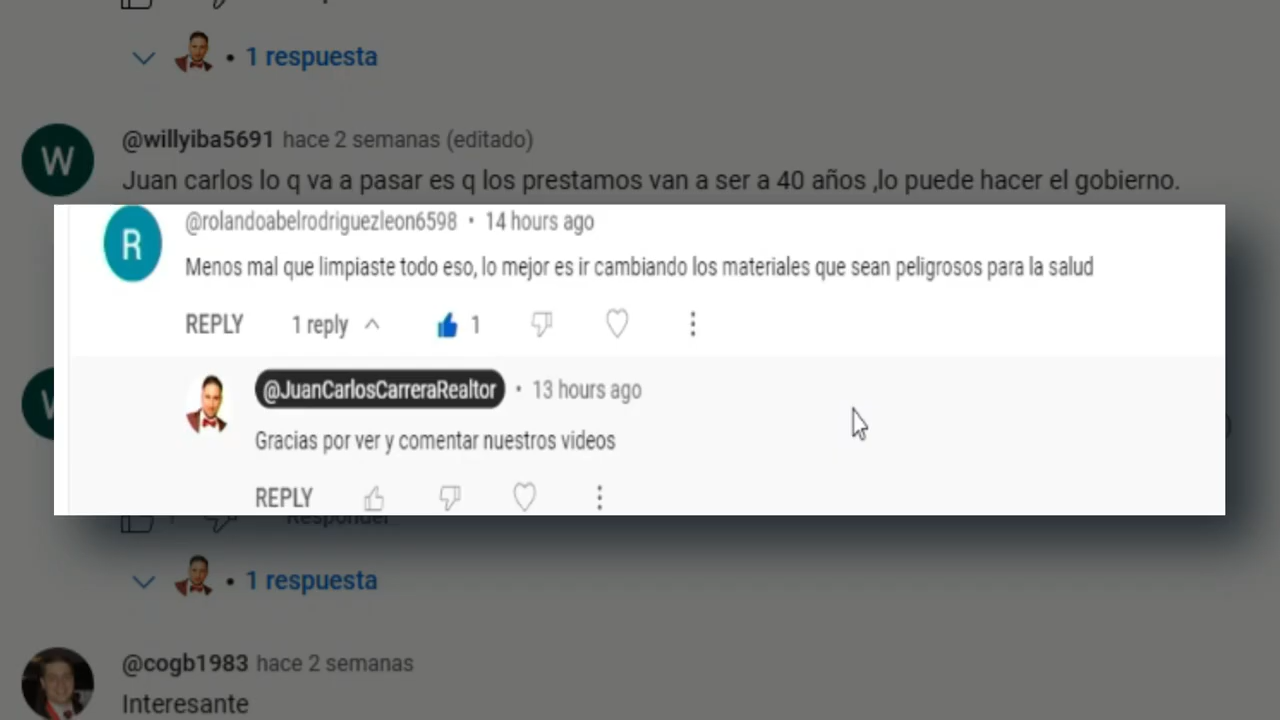 • 1 respuesta
W
@willyiba5691 hace 2 semanas (editado)
Juan carlos lo q va a pasar es q los prestamos van a ser a 40 años ,lo puede hacer el gobierno.
R
@rolandoabelrodriguezleon6598 • 14 hours ago
Menos mal que limpiaste todo eso, lo mejor es ir cambiando los materiales que sean peligrosos para la salud
REPLY 1 reply 1
@JuanCarlosCarreraRealtor • 13 hours ago
Gracias por ver y comentar nuestros videos
REPLY
Responder
• 1 respuesta
@cogb1983 hace 2 semanas
Interesante